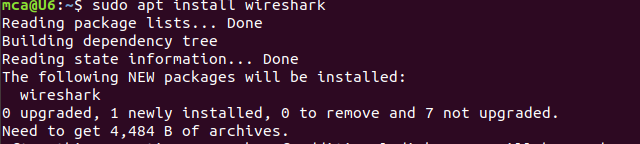 mca@U6:~$ sudo apt install wireshark
Reading package lists... Done
Building dependency tree
Reading state information... Done
The following NEW packages will be installed:
  wireshark
0 upgraded, 1 newly installed, 0 to remove and 7 not upgraded.
Need to get 4,484 B of archives.